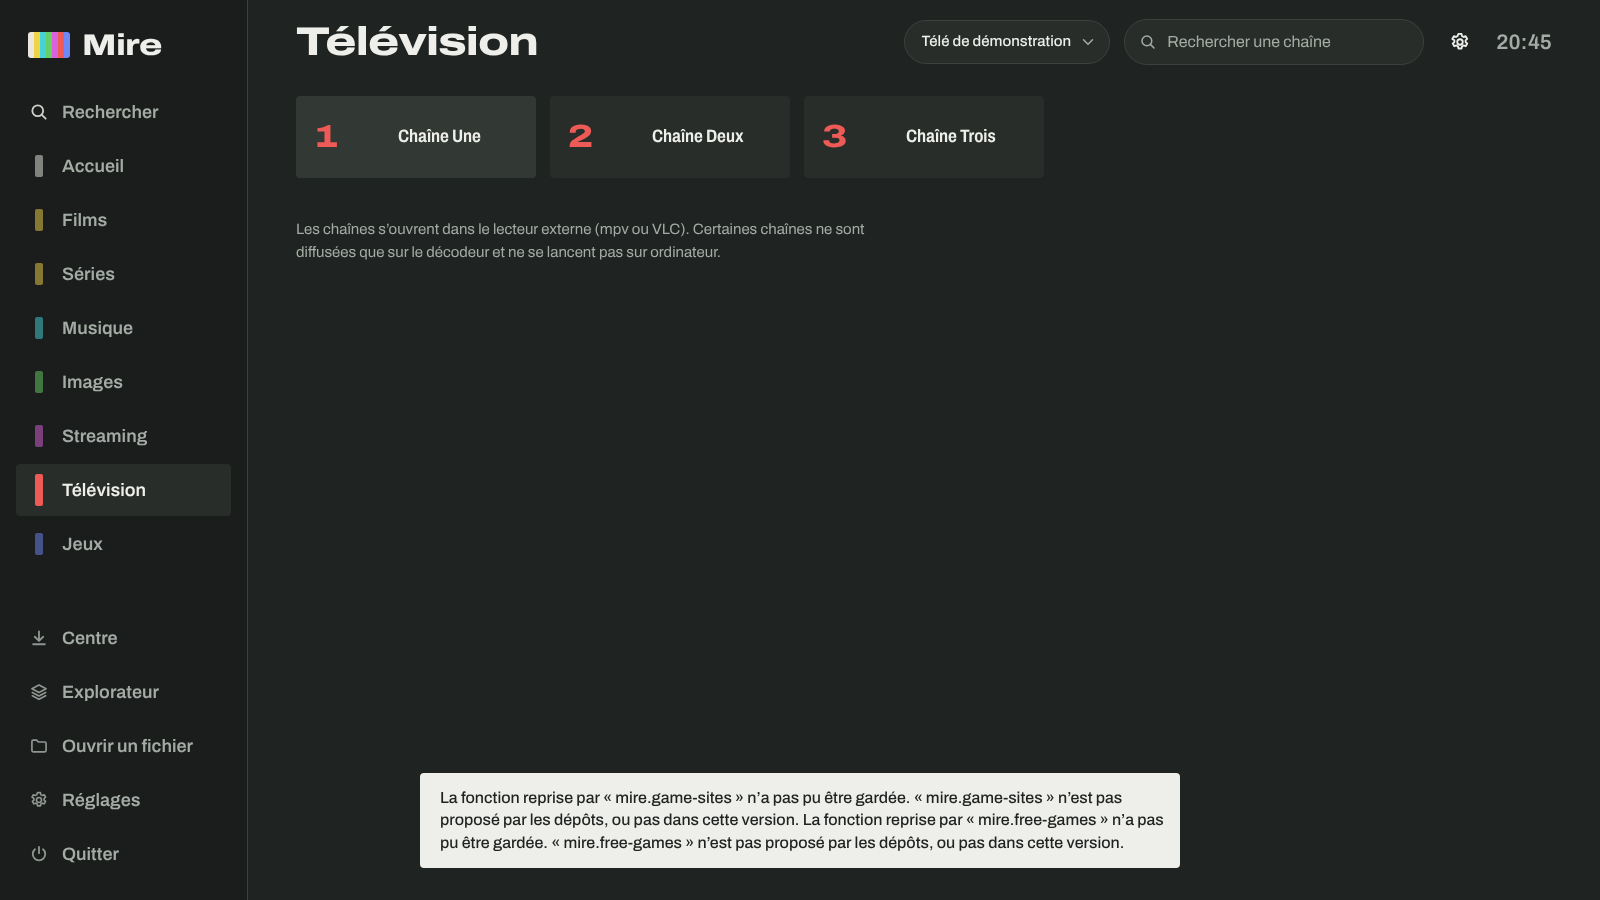 Mire
Rechercher
Accueil
Films
Séries
Musique
Images
Streaming
Télévision
Jeux
Centre
Explorateur
Ouvrir un fichier
Réglages
Quitter
Télévision
Télé de démonstration
Rechercher une chaîne
20:45
1 Chaîne Une
2 Chaîne Deux
3 Chaîne Trois
Les chaînes s’ouvrent dans le lecteur externe (mpv ou VLC). Certaines chaînes ne sont
diffusées que sur le décodeur et ne se lancent pas sur ordinateur.
La fonction reprise par « mire.game-sites » n’a pas pu être gardée. « mire.game-sites » n’est pas
proposé par les dépôts, ou pas dans cette version. La fonction reprise par « mire.free-games » n’a pas
pu être gardée. « mire.free-games » n’est pas proposé par les dépôts, ou pas dans cette version.